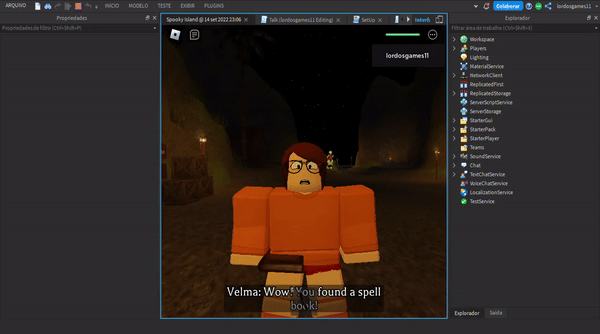 ARQUIVO
INÍCIO
MODELO
TESTE
EXIBIR
PLUGINS
Colaborar
lordosgames11
Propriedades
Spooky Island @ 14 set 2022 23:06
Talk (lordosgames11 Editing)
SetUp
Interfa
Explorador
Propriedades de filtro (Ctrl+Shift+P)
Filtrar área de trabalho (Ctrl+Shift+X)
lordosgames11
Workspace
Players
Lighting
MaterialService
NetworkClient
ReplicatedFirst
ReplicatedStorage
ServerScriptService
ServerStorage
StarterGui
StarterPack
StarterPlayer
Teams
SoundService
Chat
TextChatService
VoiceChatService
LocalizationService
TestService
Velma: Wow! You found a spell
book!
Explorador
Saída